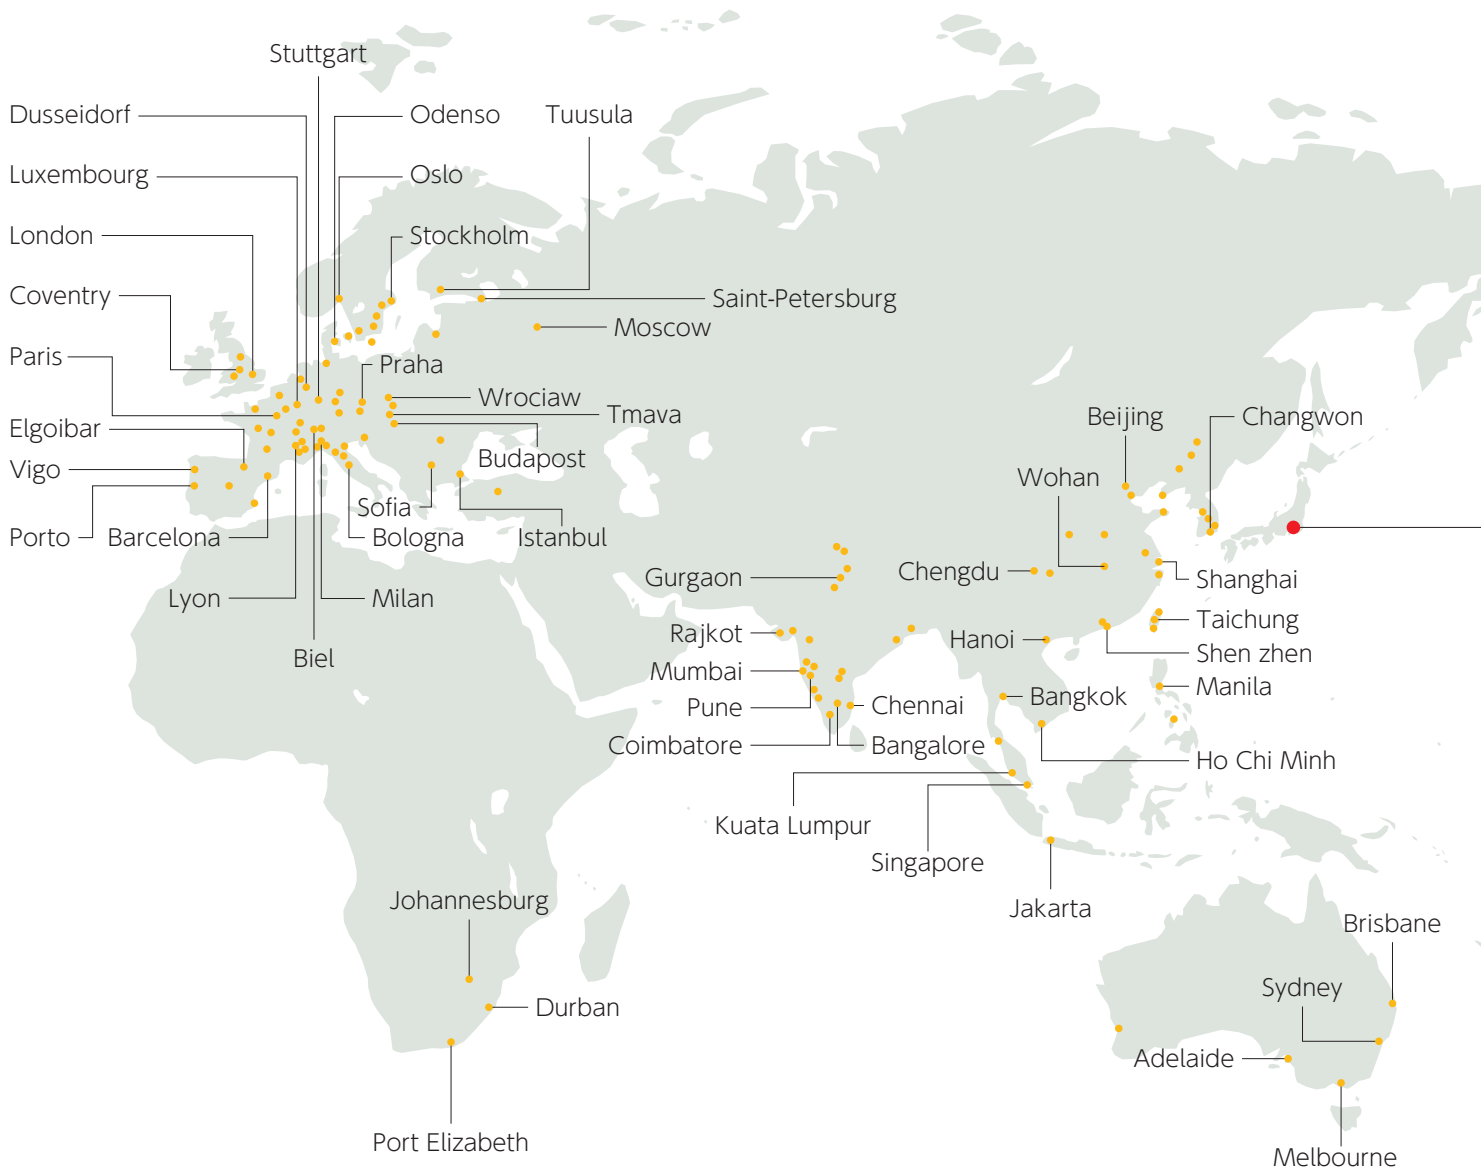 Stuttgart
Dusseidorf
Odenso
Tuusula
Luxembourg
Oslo
London
Stockholm
Coventry
Saint-Petersburg
Moscow
Paris
Praha
Wrociaw
Tmava
Beijing
Changwon
Elgoibar
Budapost
Vigo
Wohan
Sofia
Porto
Barcelona
Bologna
Istanbul
Gurgaon
Chengdu
Shanghai
Lyon
Milan
Taichung
Rajkot
Hanoi
Biel
Shen zhen
Mumbai
Manila
Bangkok
Pune
Chennai
Coimbatore
Bangalore
Ho Chi Minh
Kuata Lumpur
Singapore
Johannesburg
Jakarta
Brisbane
Sydney
Durban
Adelaide
Port Elizabeth
Melbourne